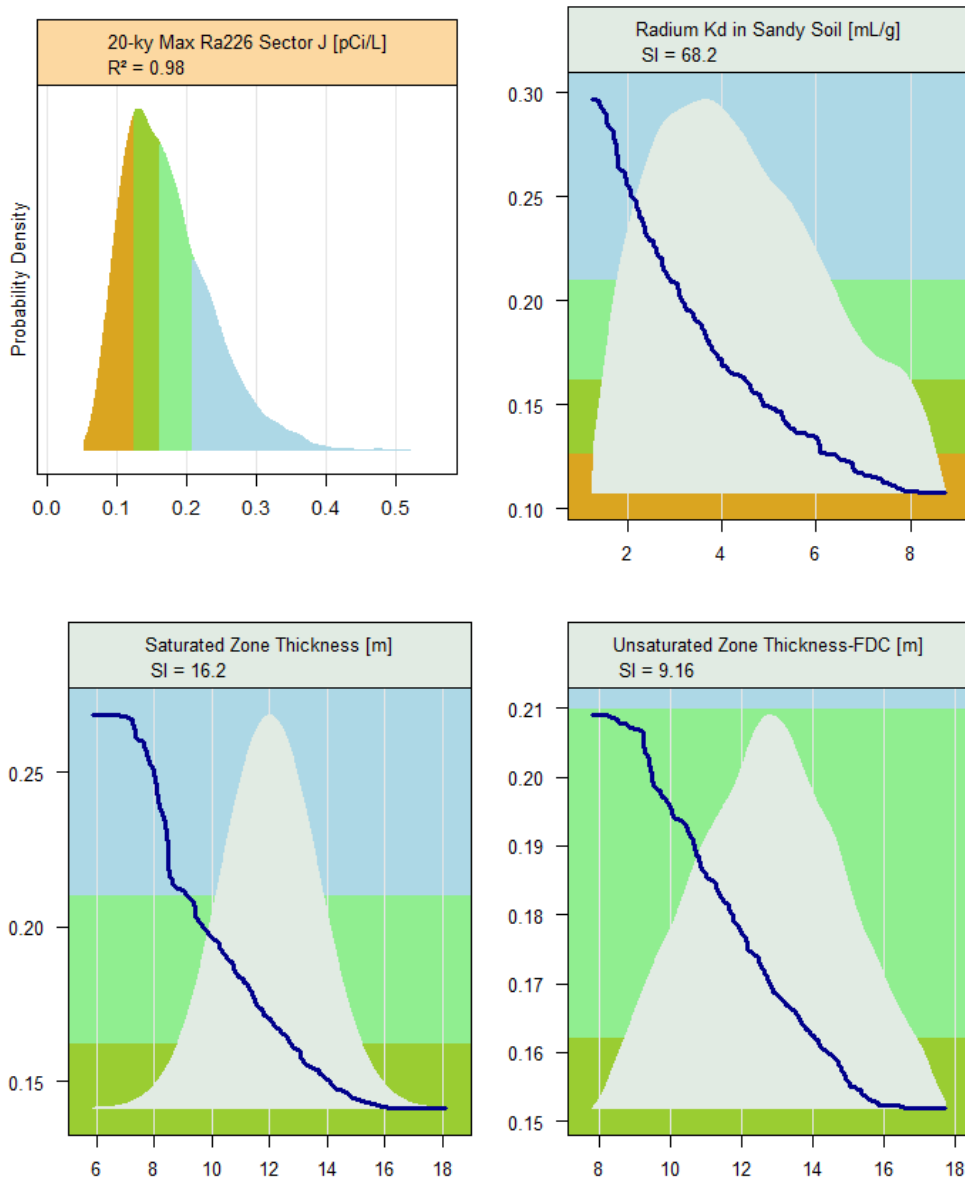 20-ky Max Ra226 Sector J [pCi/L]
R² = 0.98
Probability Density
0.0 0.1 0.2 0.3 0.4 0.5
Radium Kd in Sandy Soil [mL/g]
SI = 68.2
0.30
0.25
0.20
0.15
0.10
2 4 6 8
Saturated Zone Thickness [m]
SI = 16.2
0.25
0.20
0.15
6 8 10 12 14 16 18
Unsaturated Zone Thickness-FDC [m]
SI = 9.16
0.21
0.20
0.19
0.18
0.17
0.16
0.15
8 10 12 14 16 18